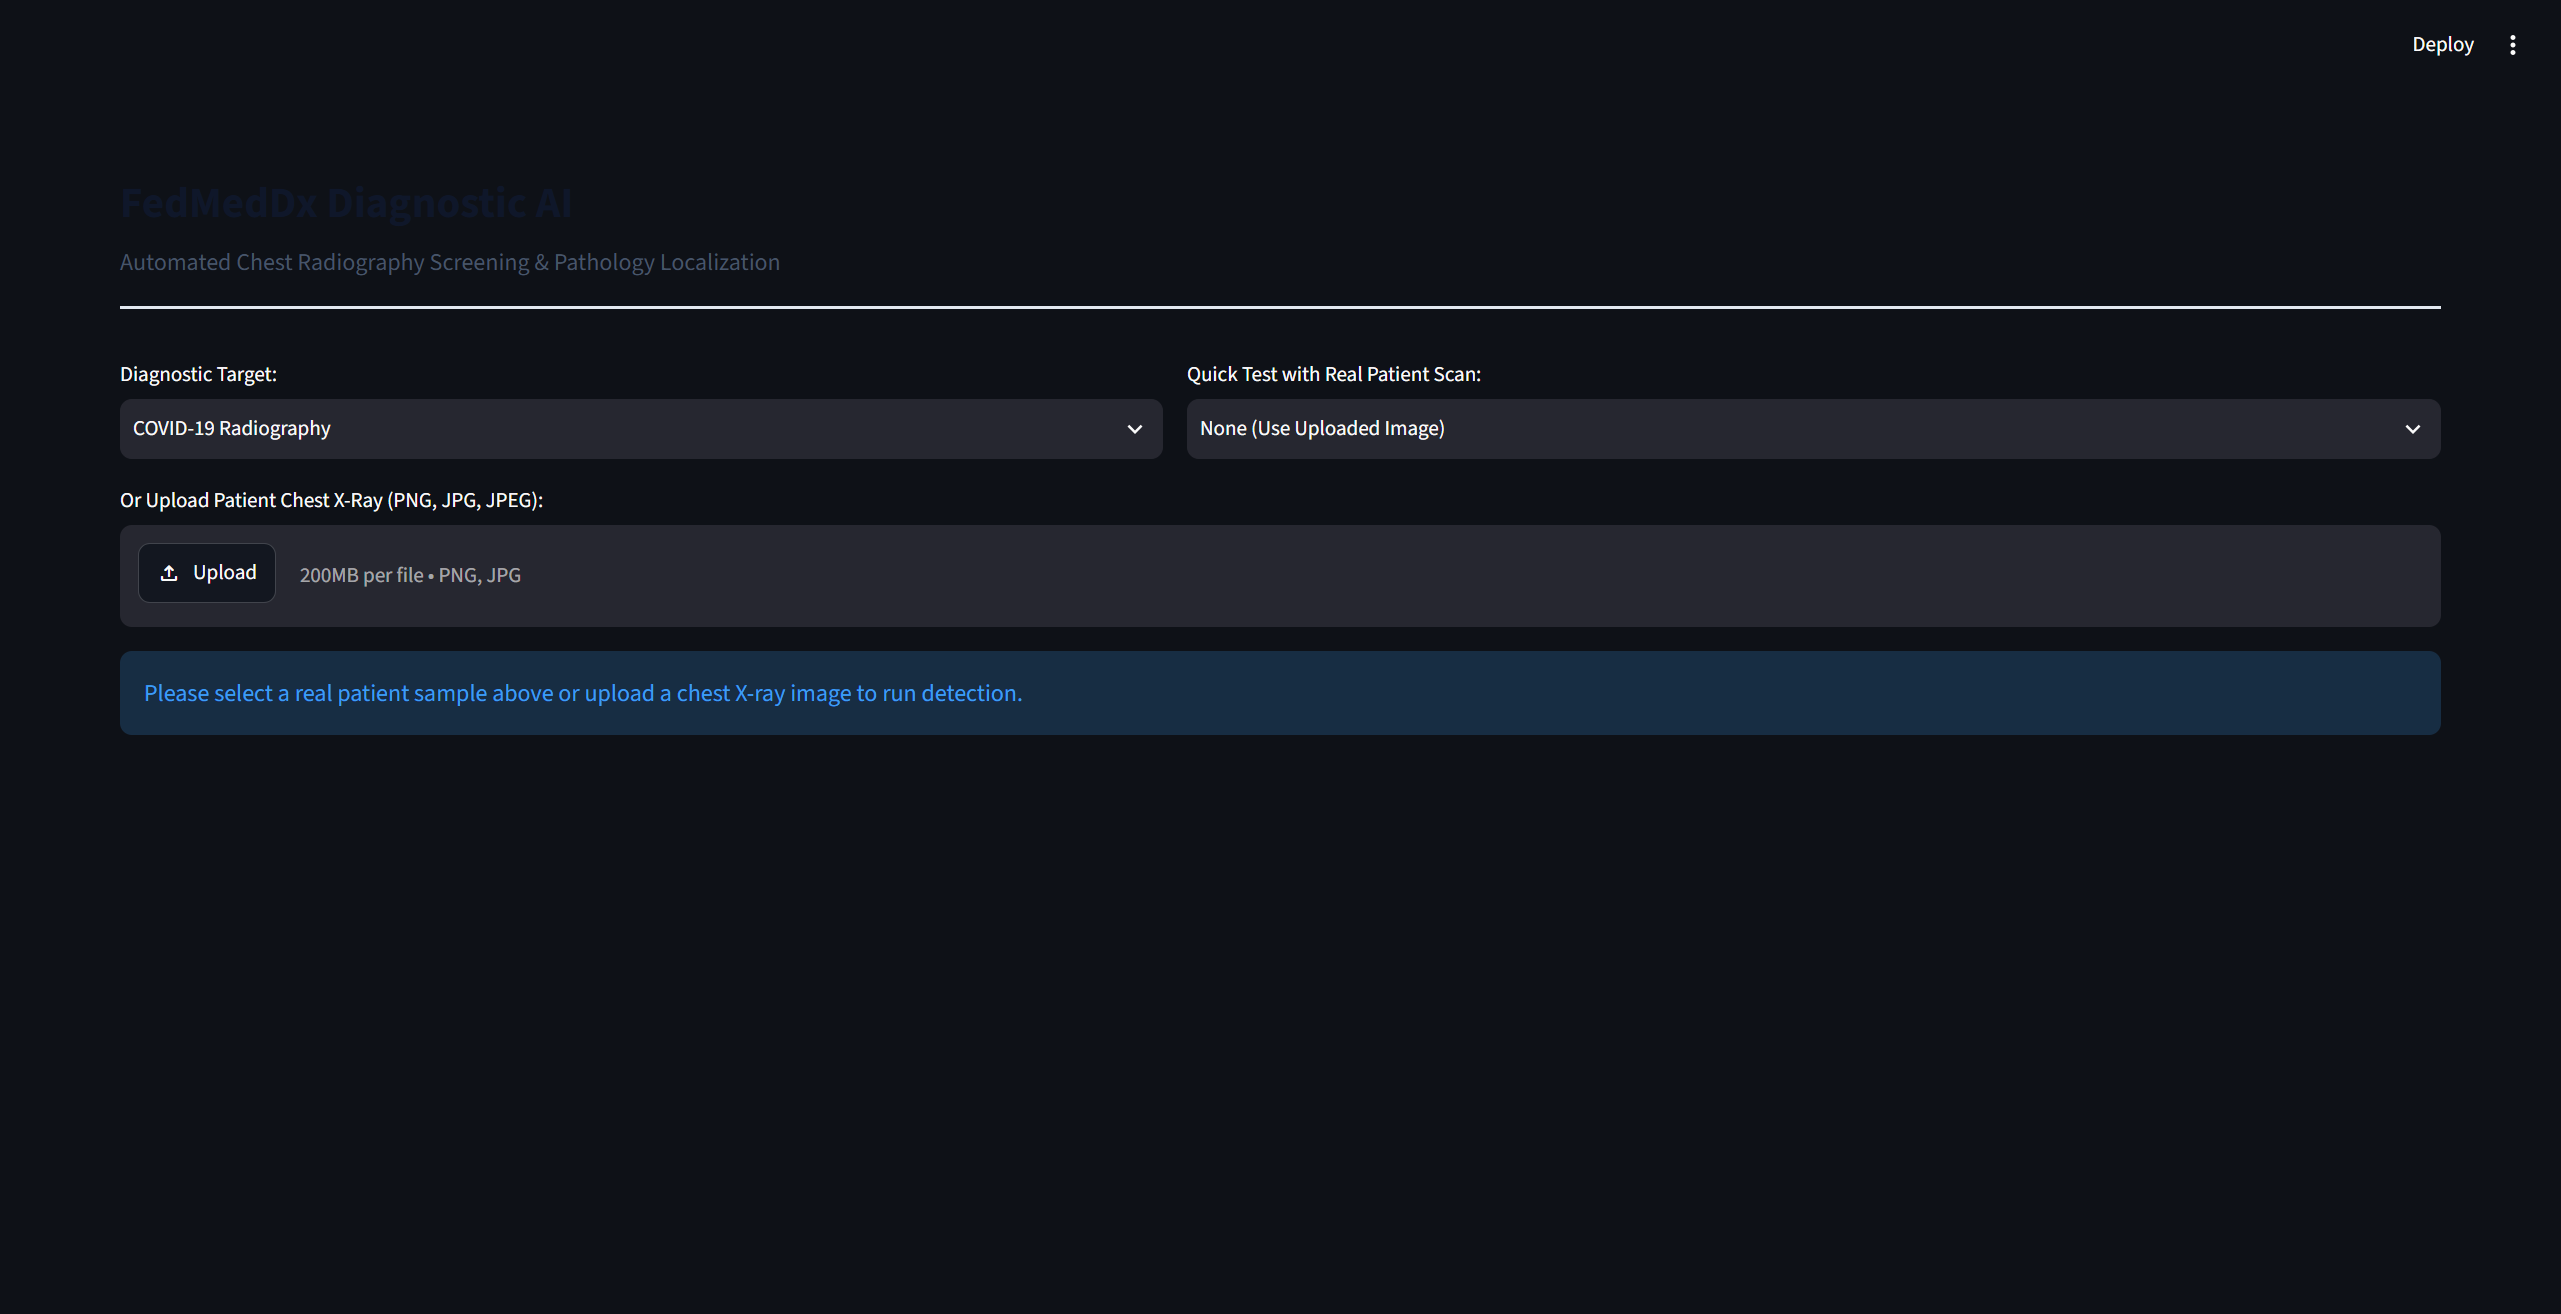 Deploy
FedMedDx Diagnostic AI
Automated Chest Radiography Screening & Pathology Localization
Diagnostic Target:
COVID-19 Radiography
Quick Test with Real Patient Scan:
None (Use Uploaded Image)
Or Upload Patient Chest X-Ray (PNG, JPG, JPEG):
Upload
200MB per file • PNG, JPG
Please select a real patient sample above or upload a chest X-ray image to run detection.